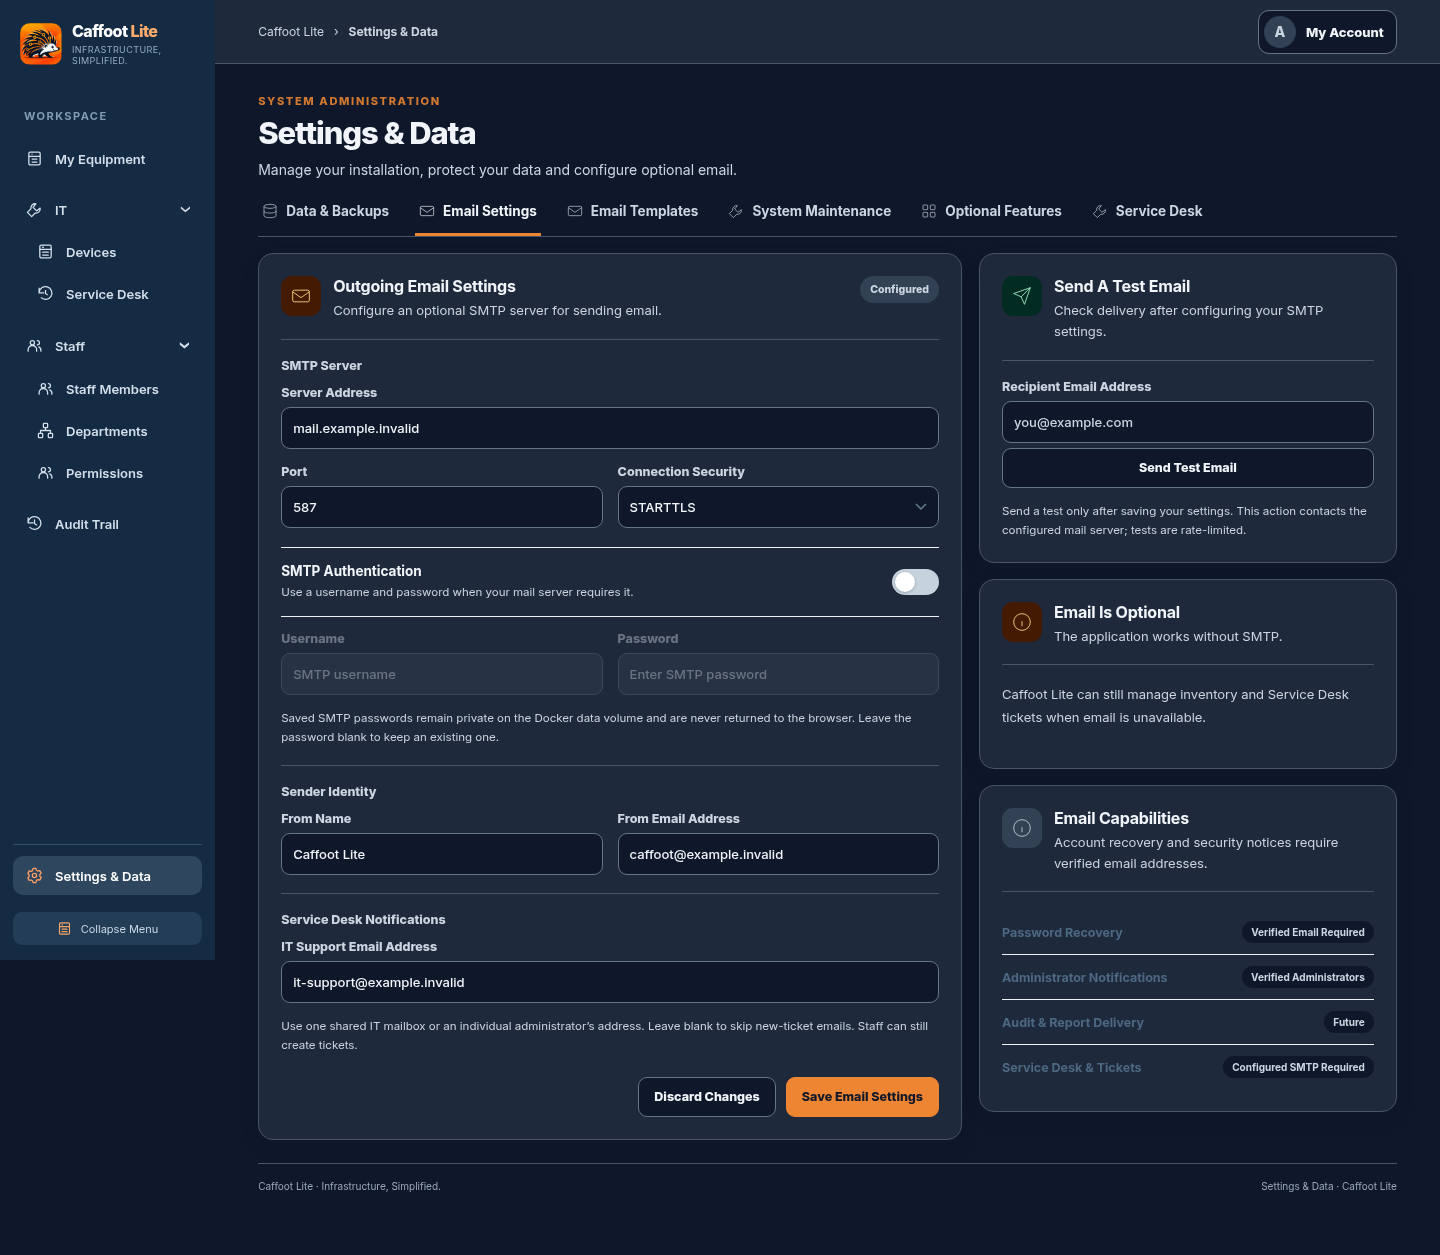 Caffoot Lite
INFRASTRUCTURE,
SIMPLIFIED.
WORKSPACE
My Equipment
IT
Devices
Service Desk
Staff
Staff Members
Departments
Permissions
Audit Trail
Settings & Data
Collapse Menu
Caffoot Lite › Settings & Data
A My Account
SYSTEM ADMINISTRATION
Settings & Data
Manage your installation, protect your data and configure optional email.
Data & Backups Email Settings Email Templates System Maintenance Optional Features Service Desk
Outgoing Email Settings
Configured
Configure an optional SMTP server for sending email.
SMTP Server
Server Address
mail.example.invalid
Port Connection Security
587 STARTTLS
SMTP Authentication
Use a username and password when your mail server requires it.
Username Password
SMTP username Enter SMTP password
Saved SMTP passwords remain private on the Docker data volume and are never returned to the browser. Leave the
password blank to keep an existing one.
Sender Identity
From Name From Email Address
Caffoot Lite caffoot@example.invalid
Service Desk Notifications
IT Support Email Address
it-support@example.invalid
Use one shared IT mailbox or an individual administrator's address. Leave blank to skip new-ticket emails. Staff can still
create tickets.
Discard Changes Save Email Settings
Send A Test Email
Check delivery after configuring your SMTP
settings.
Recipient Email Address
you@example.com
Send Test Email
Send a test only after saving your settings. This action contacts the
configured mail server; tests are rate-limited.
Email Is Optional
The application works without SMTP.
Caffoot Lite can still manage inventory and Service Desk
tickets when email is unavailable.
Email Capabilities
Account recovery and security notices require
verified email addresses.
Password Recovery Verified Email Required
Administrator Notifications Verified Administrators
Audit & Report Delivery Future
Service Desk & Tickets Configured SMTP Required
Caffoot Lite · Infrastructure, Simplified.
Settings & Data · Caffoot Lite